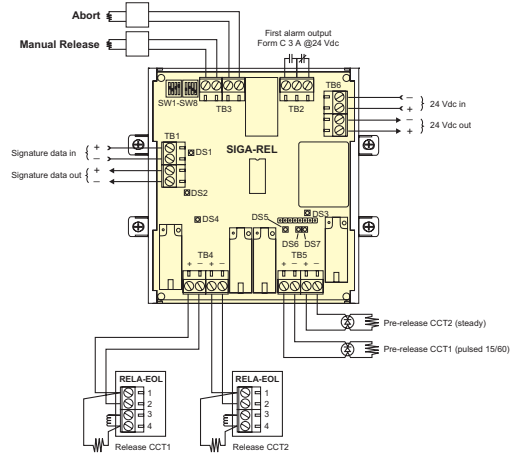 Abort
Manual Release
First alarm output
Form C 3 A @24 Vdc
SW1-SW8
TB3
TB2
TB6
− } 24 Vdc in
+
− } 24 Vdc out
+
TB1
Signature data in { +
−
Signature data out { +
−
DS1
SIGA-REL
DS2
DS4
DS5
DS3
DS6 DS7
TB4
TB5
+ − + −
+ − + −
Pre-release CCT2 (steady)
Pre-release CCT1 (pulsed 15/60)
RELA-EOL
1
2
3
4
Release CCT1
RELA-EOL
1
2
3
4
Release CCT2